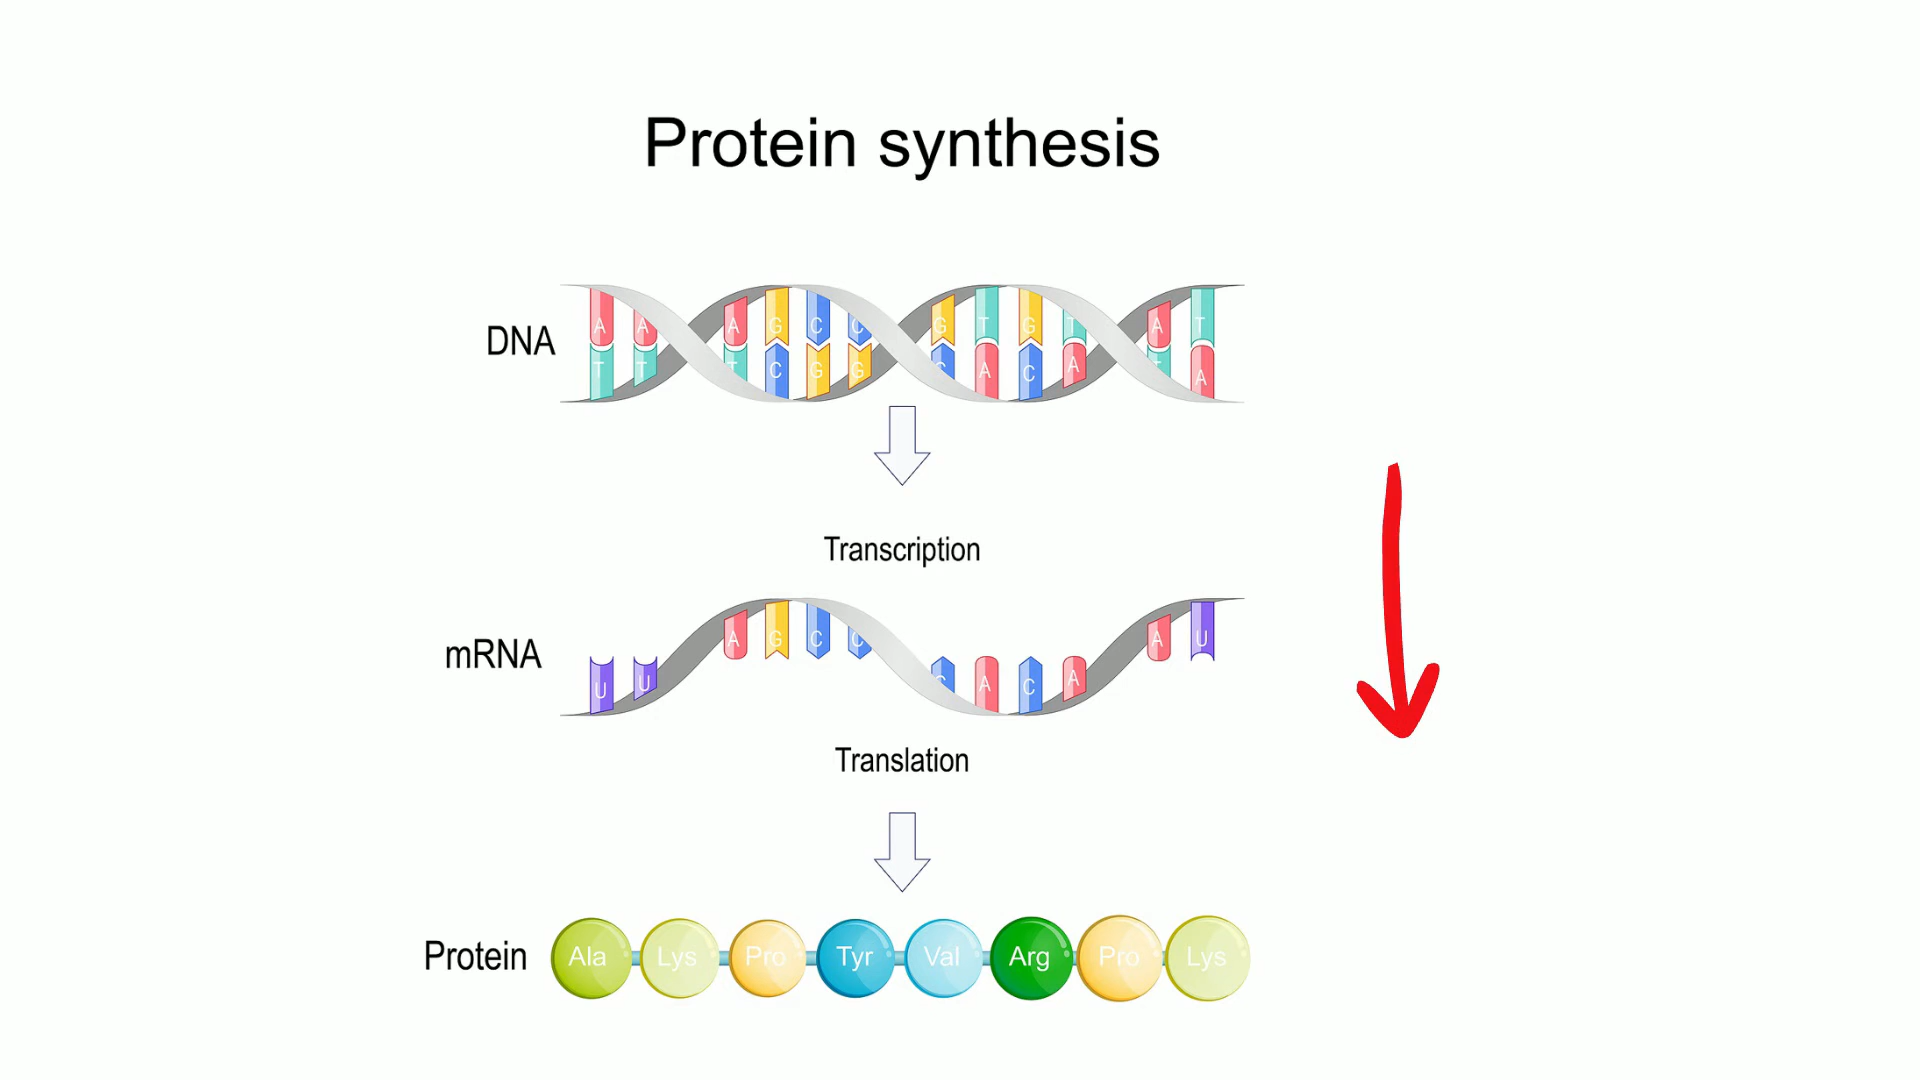 Protein synthesis
DNA
A A A G C C G T G T A T
T T T C G G C A C A T A
Transcription
mRNA
A G C C A U
U U C A C A
Translation
Protein
Ala Lys Pro Tyr Val Arg Pro Lys